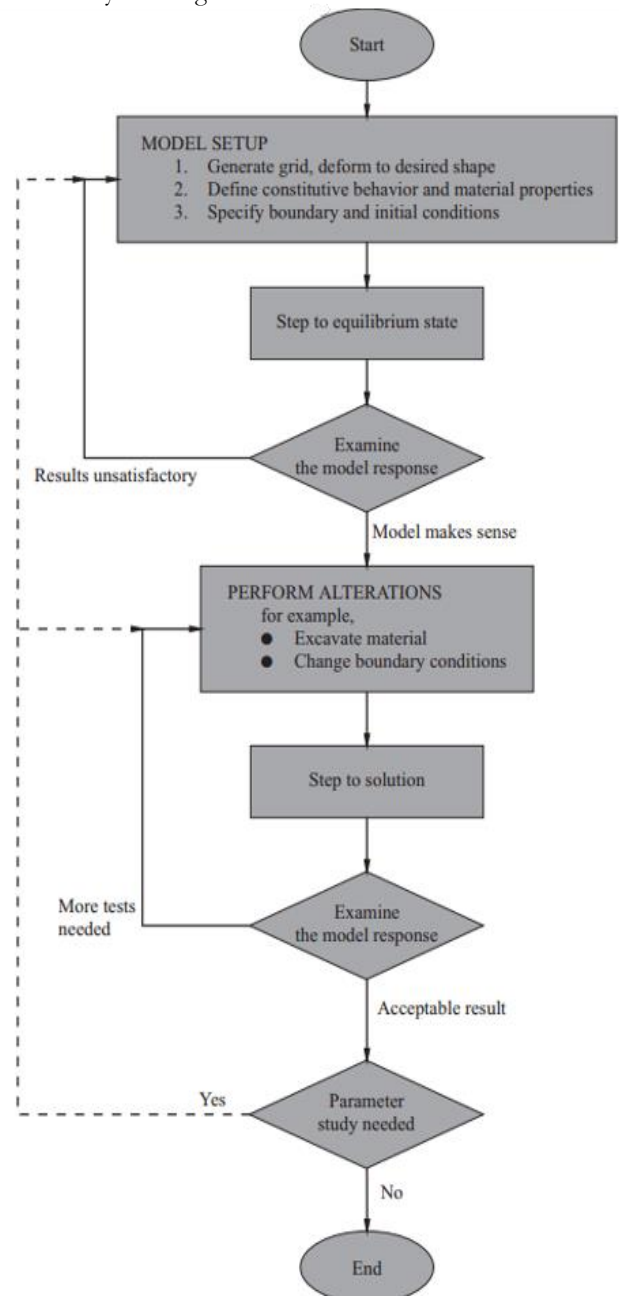 Start
MODEL SETUP
1. Generate grid, deform to desired shape
2. Define constitutive behavior and material properties
3. Specify boundary and initial conditions
Step to equilibrium state
Examine
the model response
Results unsatisfactory
Model makes sense
PERFORM ALTERATIONS
for example,
● Excavate material
● Change boundary conditions
Step to solution
More tests
needed
Examine
the model response
Acceptable result
Yes
Parameter
study needed
No
End